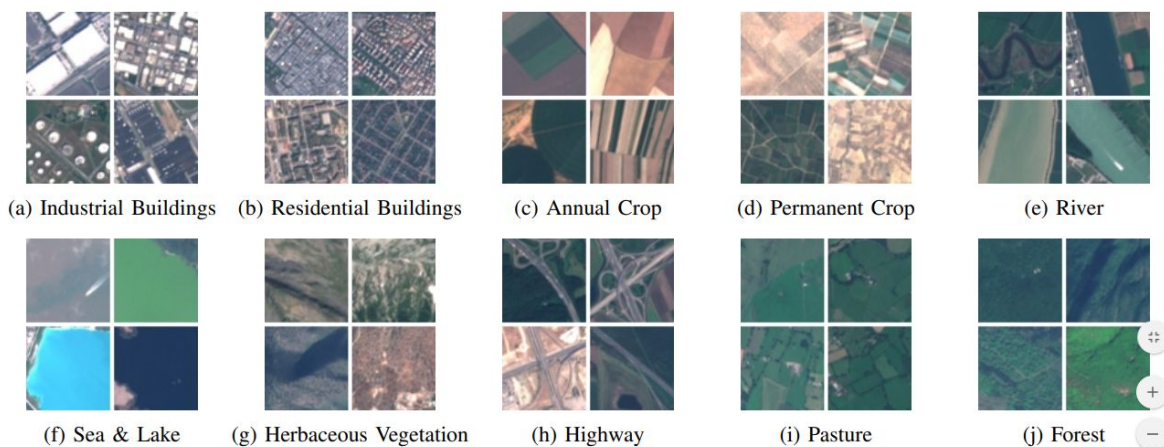 (a) Industrial Buildings
(b) Residential Buildings
(c) Annual Crop
(d) Permanent Crop
(e) River
(f) Sea & Lake
(g) Herbaceous Vegetation
(h) Highway
(i) Pasture
(j) Forest